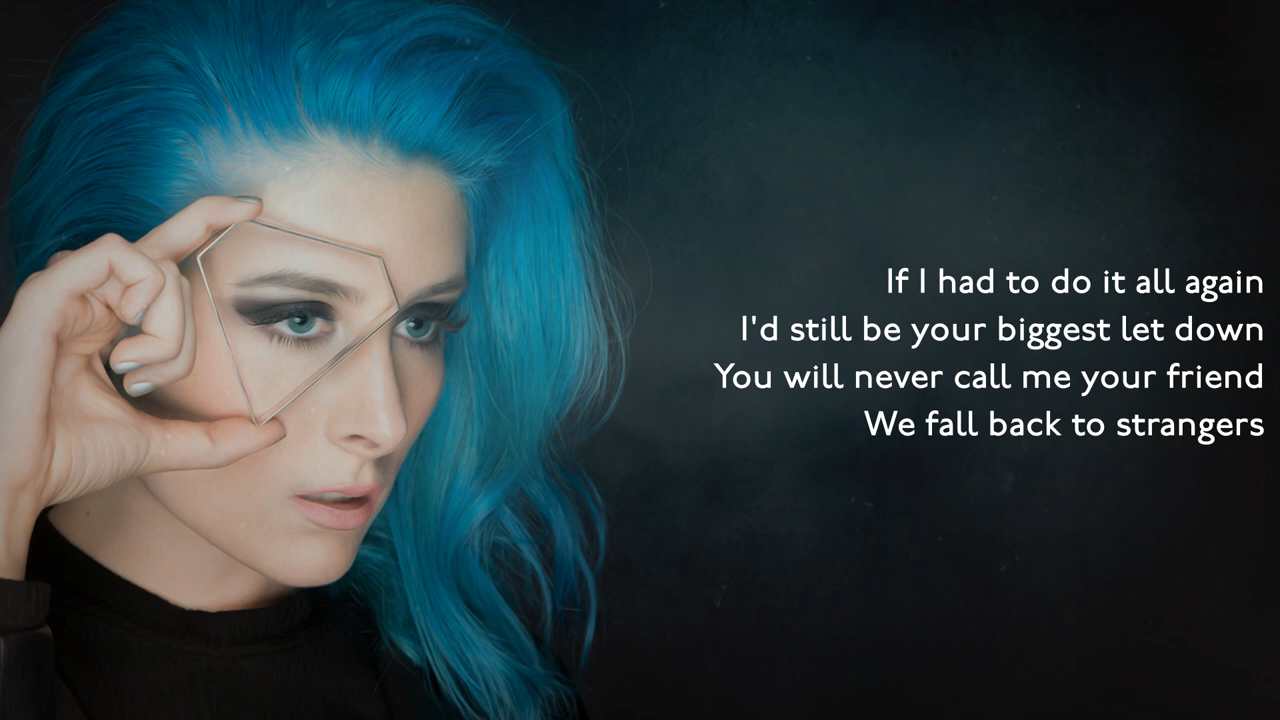 If I had to do it all again
I'd still be your biggest let down
You will never call me your friend
We fall back to strangers